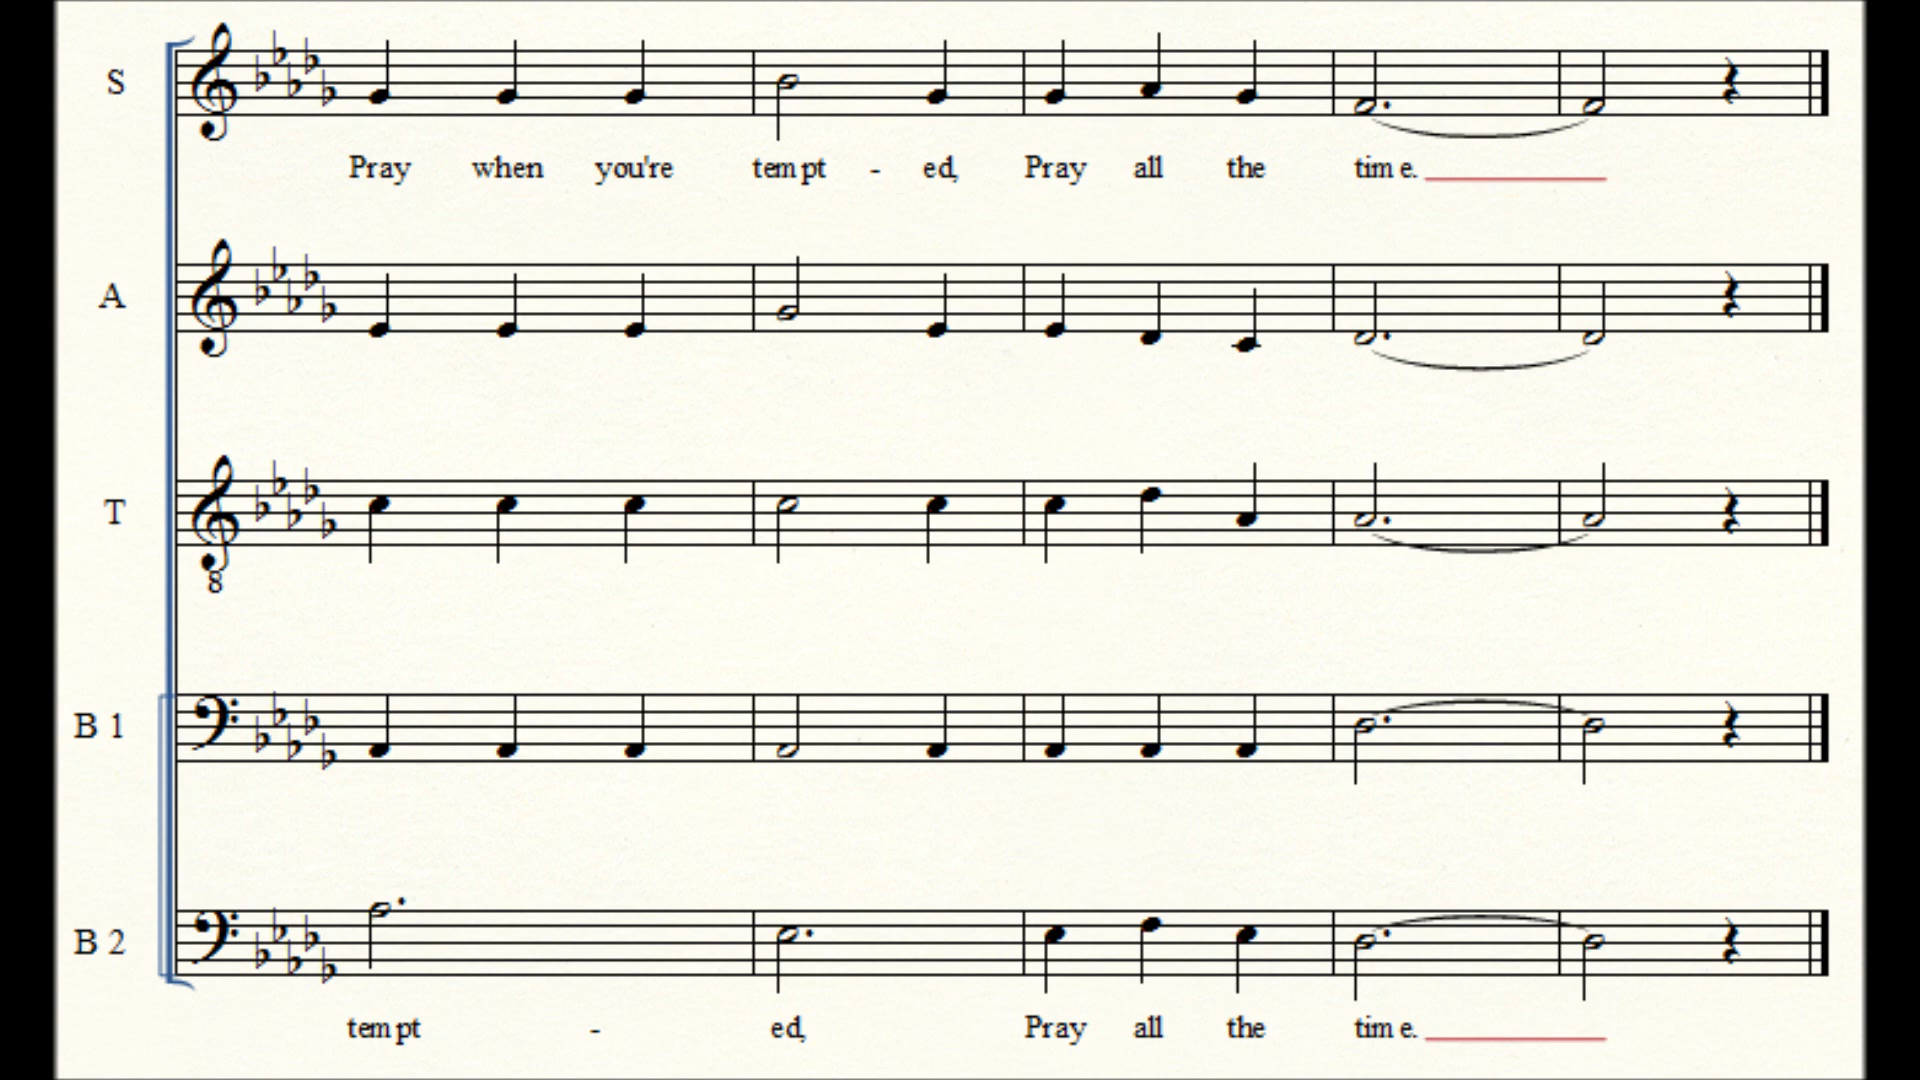 S
Pray when you're tempt - ed, Pray all the time.
A
T
8
B 1
B 2
tempt - ed, Pray all the time.